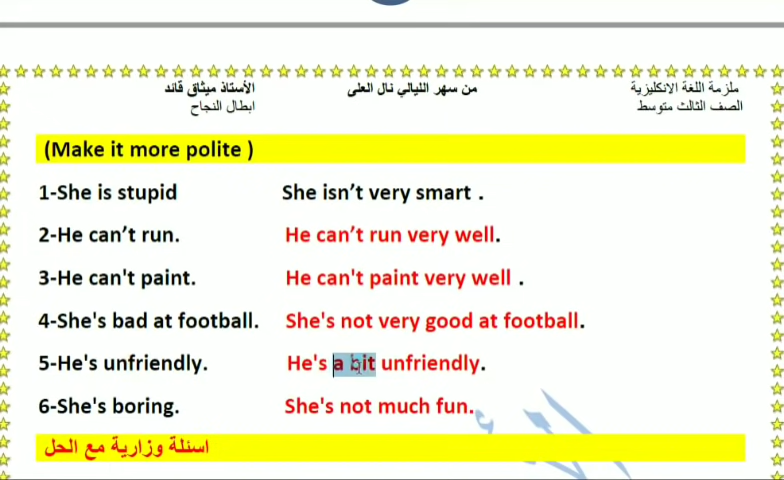 ملزمة اللغة الانكليزية
من سهر الليالي نال العلى
الأستاذ ميثاق قائد
الصف الثالث متوسط
ابطال النجاح
(Make it more polite )
1-She is stupid She isn’t very smart .
2-He can’t run. He can’t run very well.
3-He can't paint. He can't paint very well .
4-She's bad at football. She's not very good at football.
5-He's unfriendly. He's a bit unfriendly.
6-She's boring. She's not much fun.
اسئلة وزارية مع الحل